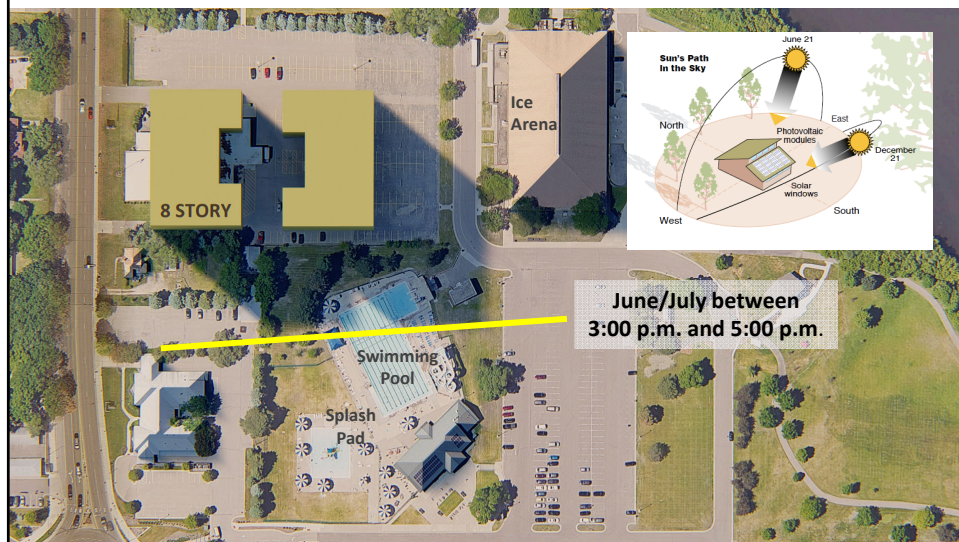 8 STORY
Ice
Arena
Swimming
Pool
Splash
Pad
June/July between
3:00 p.m. and 5:00 p.m.
June 21
Sun's Path
In the Sky
North
East
Photovoltaic
modules
December
21
Solar
windows
West
South